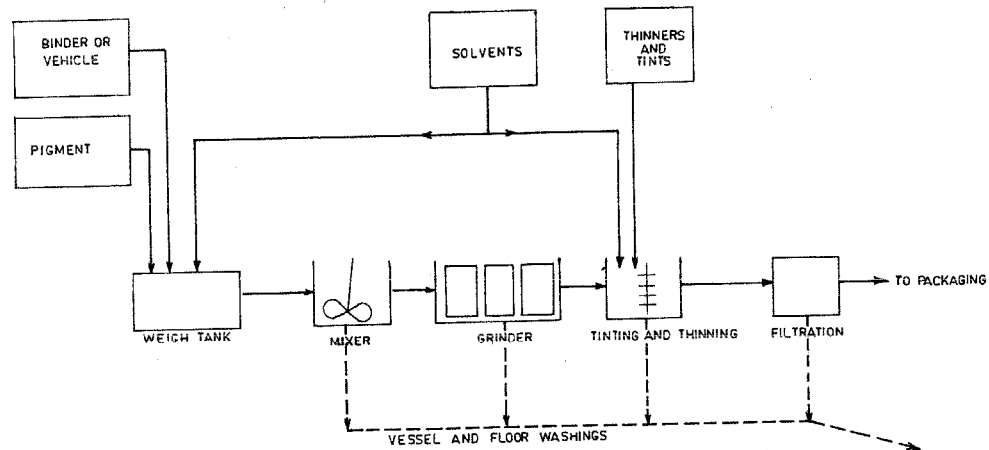 BINDER OR
VEHICLE
SOLVENTS
THINNERS
AND
TINTS
PIGMENT
TO PACKAGING
WEIGH TANK
MIXER
GRINDER
TINTING AND THINNING
FILTRATION
VESSEL AND FLOOR WASHINGS